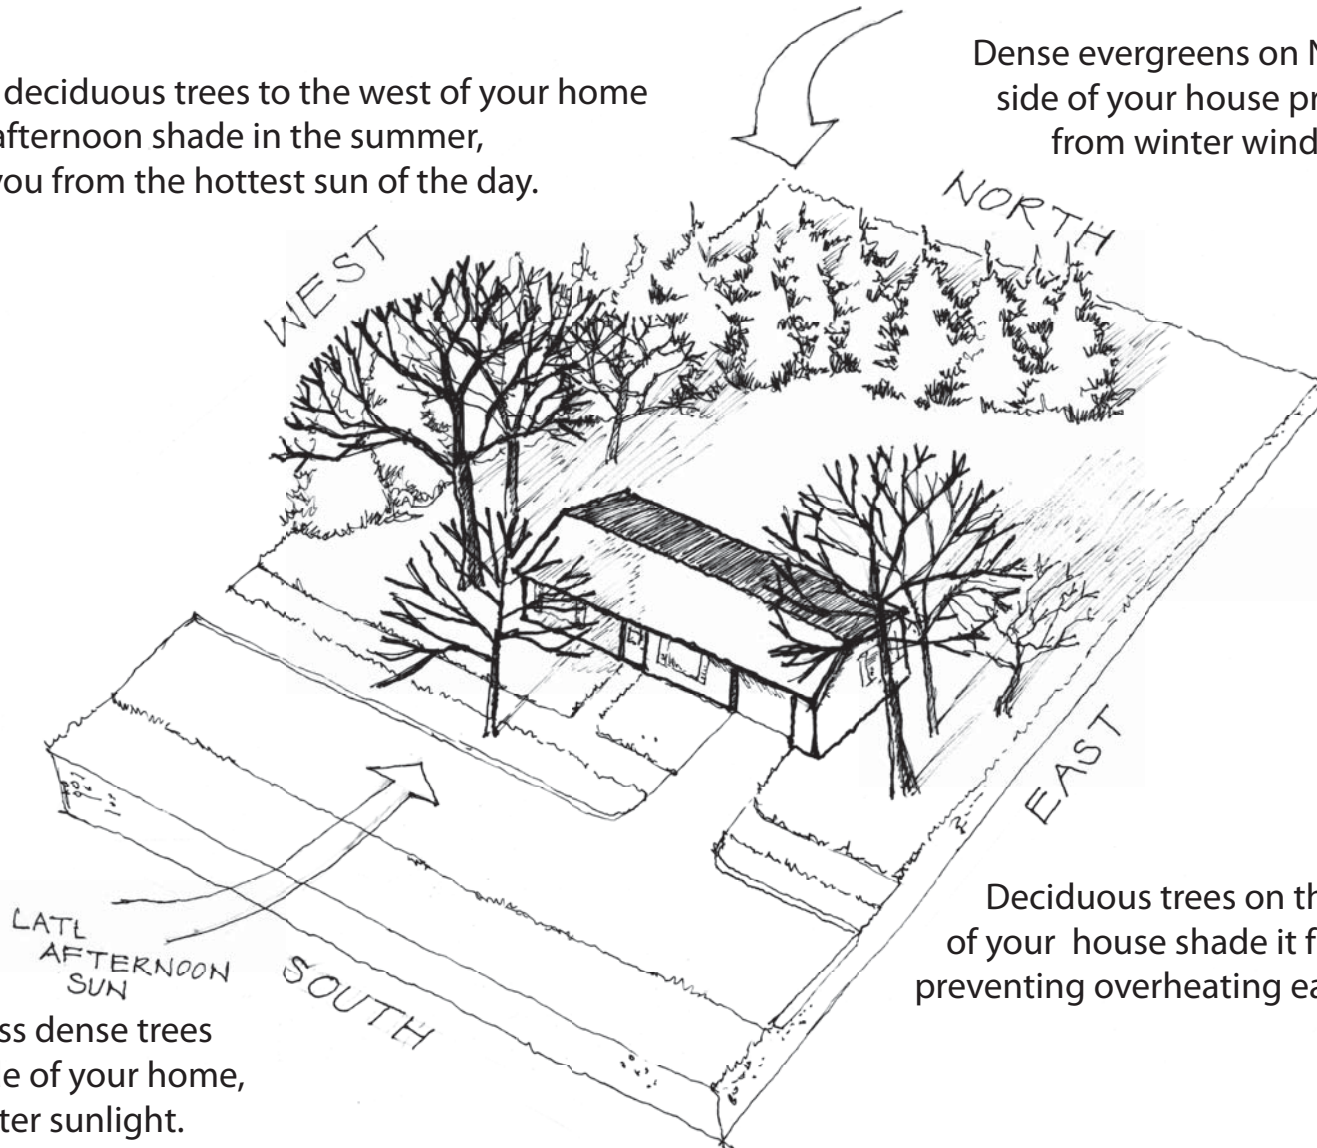 deciduous trees to the west of your home
afternoon shade in the summer,
you from the hottest sun of the day.
Dense evergreens on N
side of your house pr
from winter wind
NORTH
WEST
EAST
LATE
AFTERNOON
SUN
SOUTH
Deciduous trees on th
of your house shade it f
preventing overheating ea
ss dense trees
e of your home,
ter sunlight.